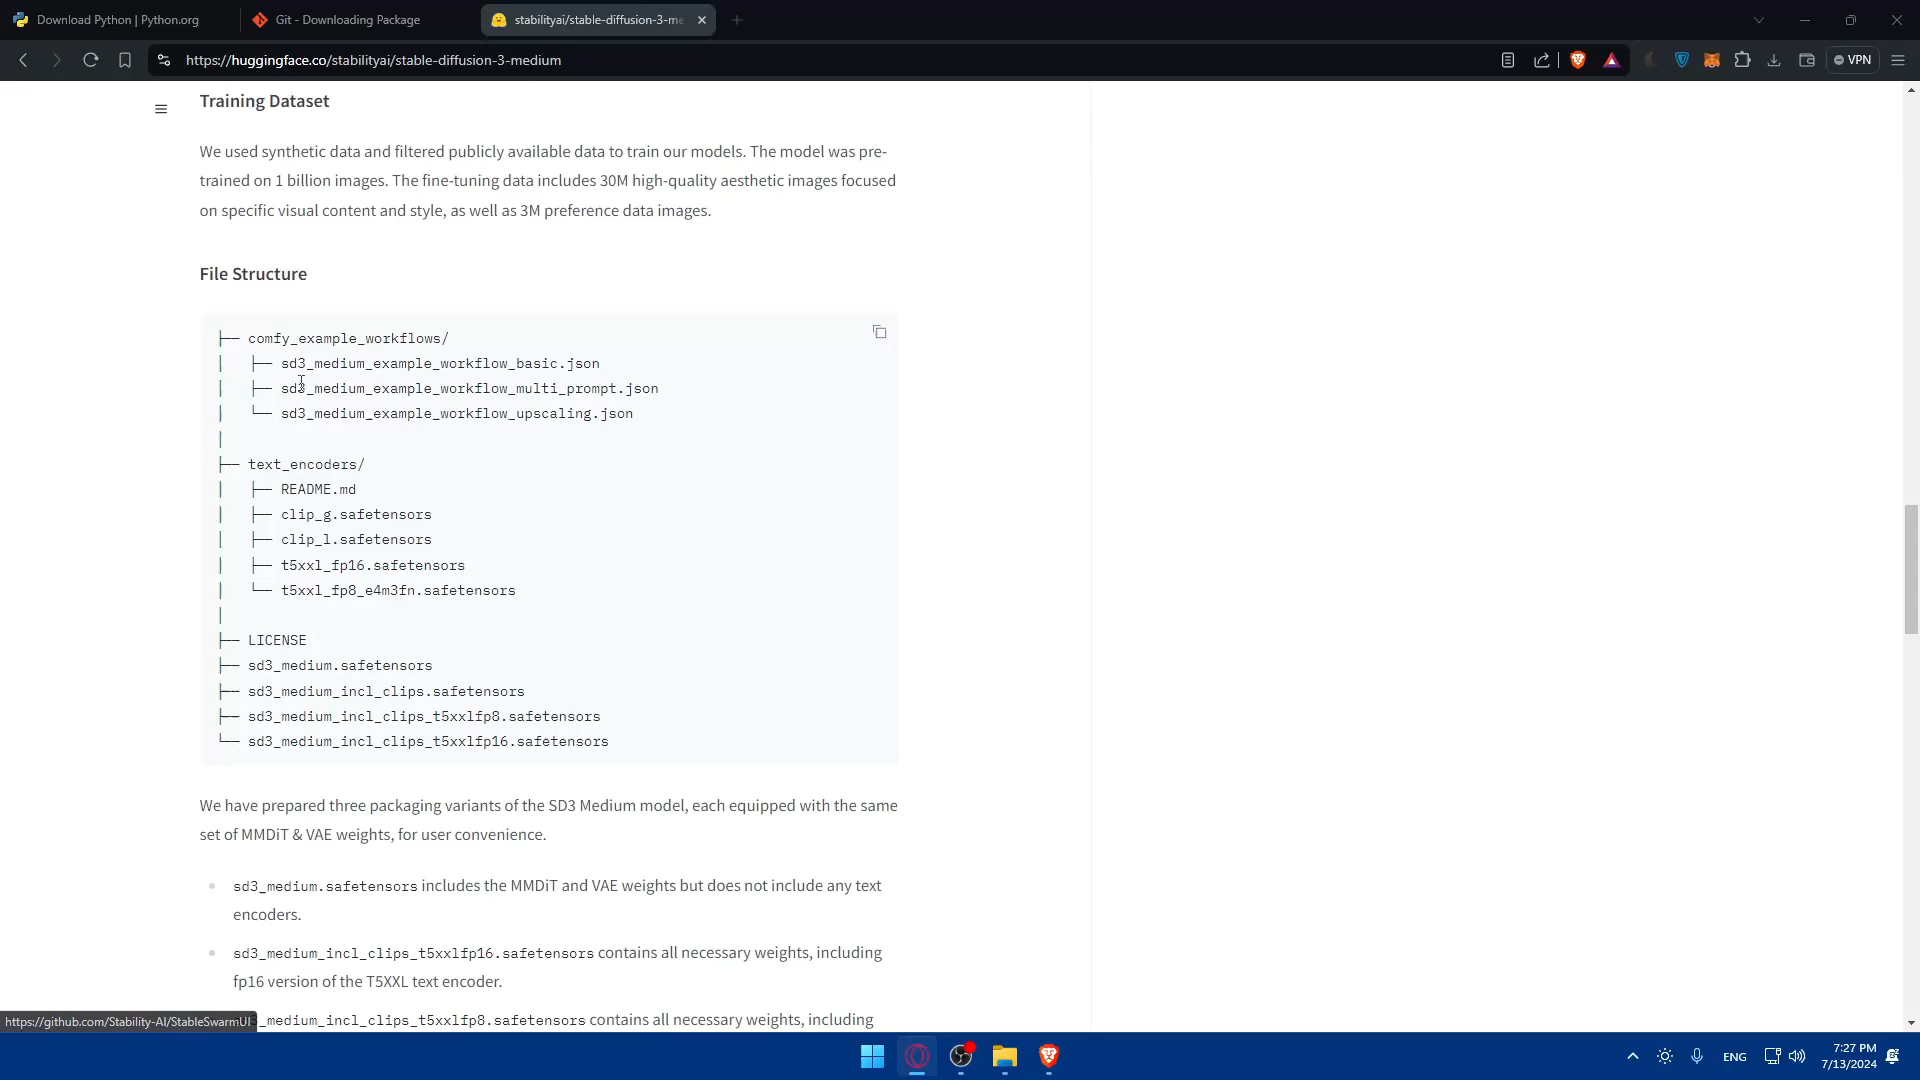 Download Python | Python.org
Git - Downloading Package
stabilityai/stable-diffusion-3-me
https://huggingface.co/stabilityai/stable-diffusion-3-medium
VPN
Training Dataset
We used synthetic data and filtered publicly available data to train our models. The model was pre-
trained on 1 billion images. The fine-tuning data includes 30M high-quality aesthetic images focused
on specific visual content and style, as well as 3M preference data images.
File Structure
├── comfy_example_workflows/
│   ├── sd3_medium_example_workflow_basic.json
│   ├── sd3_medium_example_workflow_multi_prompt.json
│   └── sd3_medium_example_workflow_upscaling.json
│
├── text_encoders/
│   ├── README.md
│   ├── clip_g.safetensors
│   ├── clip_l.safetensors
│   ├── t5xxl_fp16.safetensors
│   └── t5xxl_fp8_e4m3fn.safetensors
│
├── LICENSE
├── sd3_medium.safetensors
├── sd3_medium_incl_clips.safetensors
├── sd3_medium_incl_clips_t5xxlfp8.safetensors
└── sd3_medium_incl_clips_t5xxlfp16.safetensors
We have prepared three packaging variants of the SD3 Medium model, each equipped with the same
set of MMDiT & VAE weights, for user convenience.
sd3_medium.safetensors includes the MMDiT and VAE weights but does not include any text
encoders.
sd3_medium_incl_clips_t5xxlfp16.safetensors contains all necessary weights, including
fp16 version of the T5XXL text encoder.
_medium_incl_clips_t5xxlfp8.safetensors contains all necessary weights, including
https://github.com/Stability-AI/StableSwarmUI
ENG
7:27 PM
7/13/2024